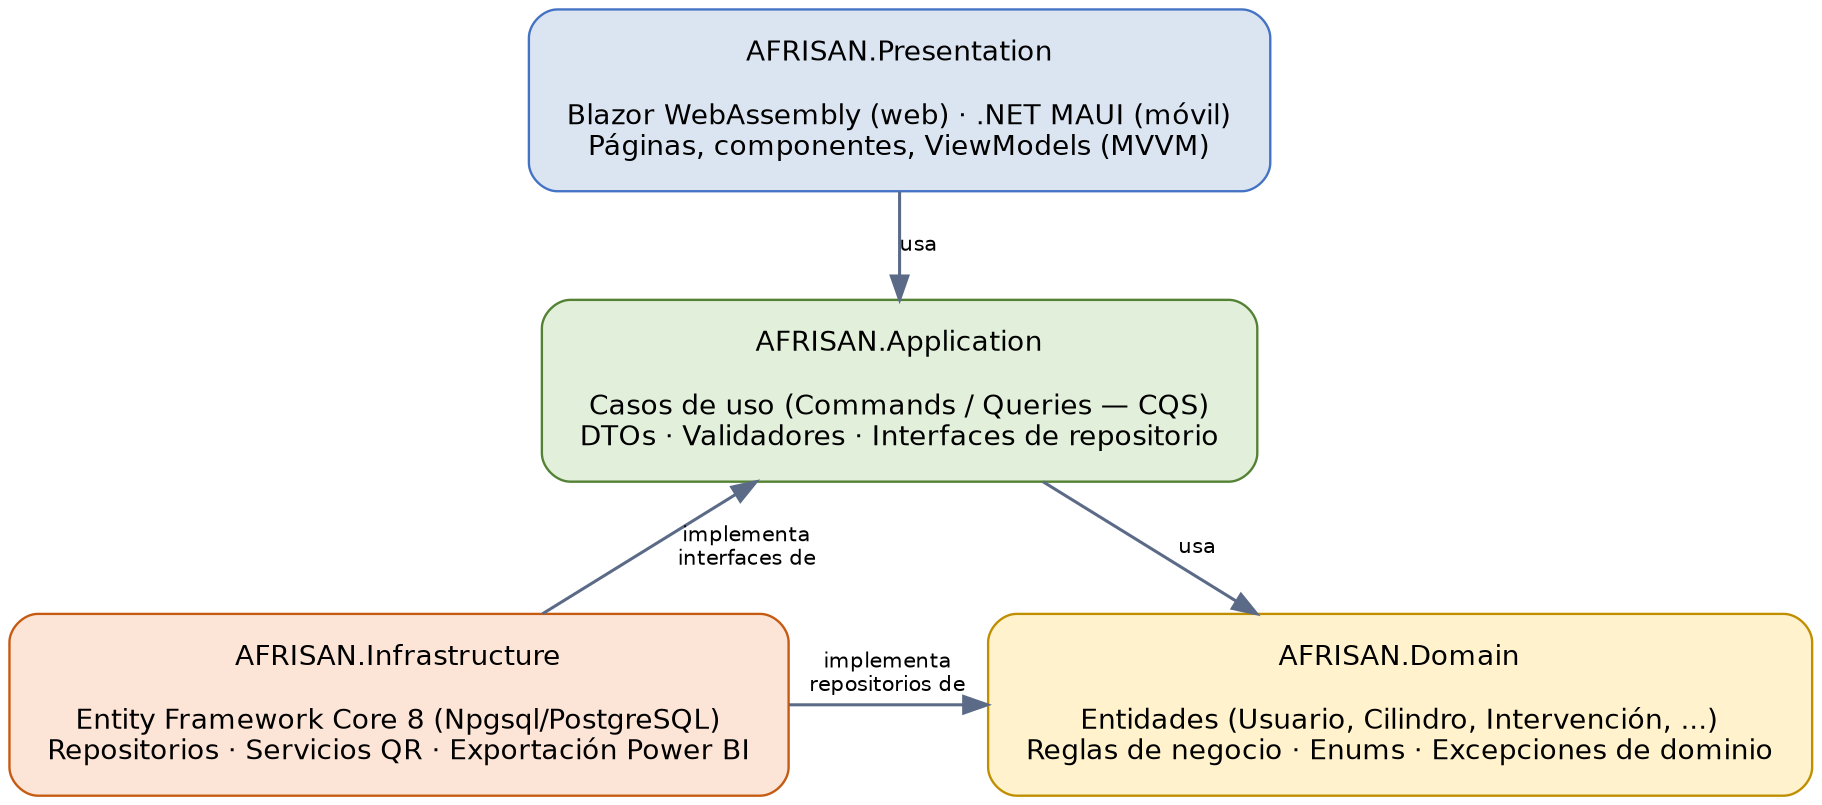 AFRISAN.Presentation
Blazor WebAssembly (web) · .NET MAUI (móvil)
Páginas, componentes, ViewModels (MVVM)
usa
AFRISAN.Application
Casos de uso (Commands / Queries — CQS)
DTOs · Validadores · Interfaces de repositorio
implementa
interfaces de
usa
AFRISAN.Infrastructure
Entity Framework Core 8 (Npgsql/PostgreSQL)
Repositorios · Servicios QR · Exportación Power BI
implementa
repositorios de
AFRISAN.Domain
Entidades (Usuario, Cilindro, Intervención, ...)
Reglas de negocio · Enums · Excepciones de dominio